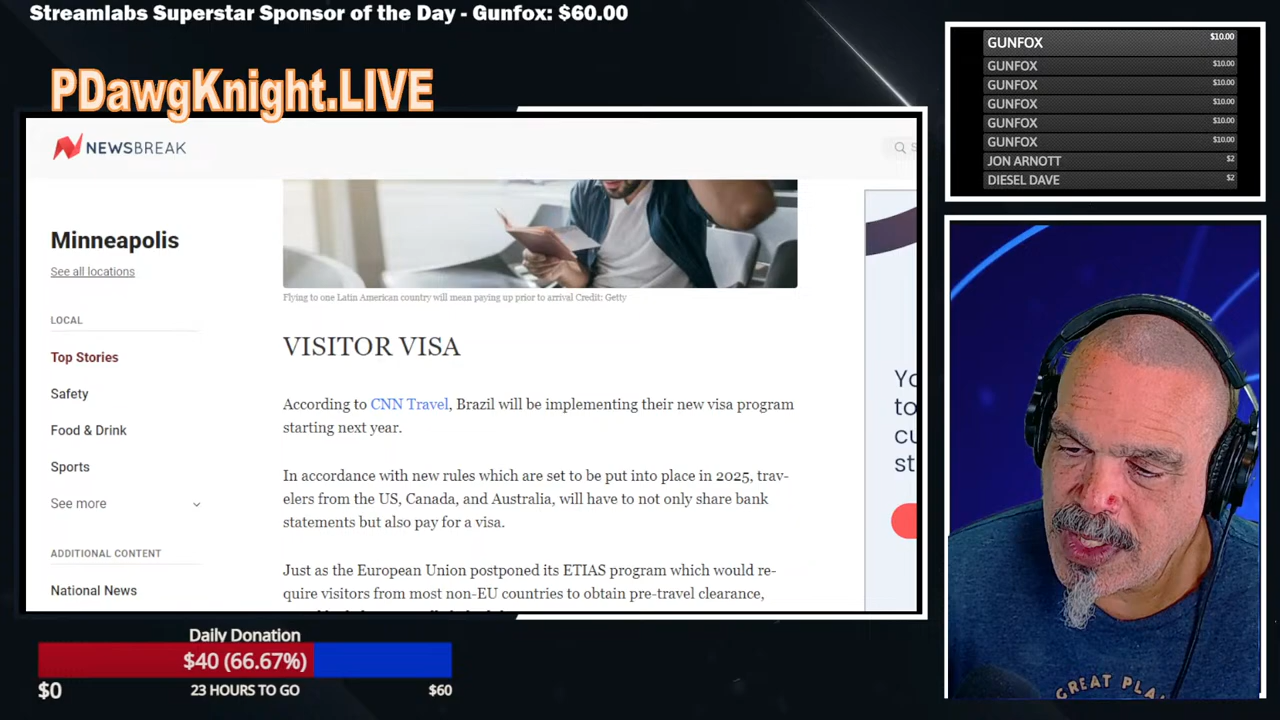 Streamlabs Superstar Sponsor of the Day - Gunfox: $60.00
PDawgKnight.LIVE
NEWSBREAK
Minneapolis
See all locations
LOCAL
Top Stories
Safety
Food & Drink
Sports
See more
ADDITIONAL CONTENT
National News
Flying to one Latin American country will mean paying up prior to arrival Credit: Getty
VISITOR VISA
According to CNN Travel, Brazil will be implementing their new visa program
starting next year.
In accordance with new rules which are set to be put into place in 2025, trav-
elers from the US, Canada, and Australia, will have to not only share bank
statements but also pay for a visa.
Just as the European Union postponed its ETIAS program which would re-
quire visitors from most non-EU countries to obtain pre-travel clearance,
GUNFOX $10.00
GUNFOX $10.00
GUNFOX $10.00
GUNFOX $10.00
GUNFOX $10.00
GUNFOX $10.00
JON ARNOTT $2
DIESEL DAVE $2
GREAT PLA
Daily Donation
$40 (66.67%)
$0 23 HOURS TO GO $60